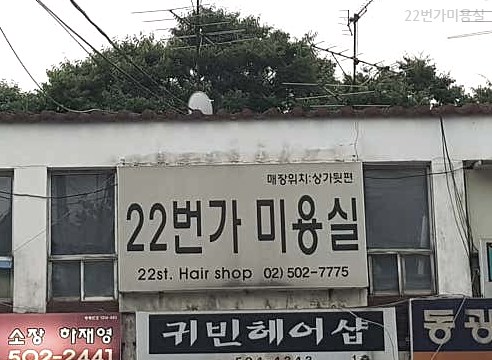 22번가미용실
매장위치:상가뒷편
22번가 미용실
22st. Hair shop 02) 502-7775
귀빈헤어샵
동광
소장 하재영
502-2441